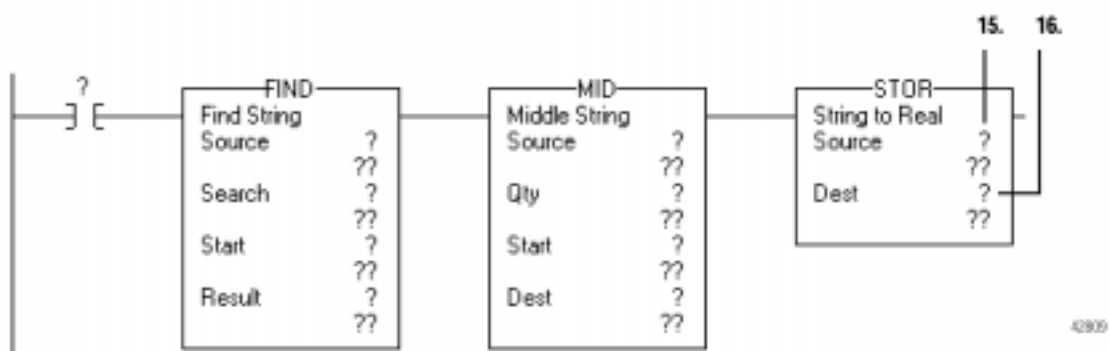 15. 16.
?
FIND
Find String
Source ?
??
Search ?
??
Start ?
??
Result ?
??
MID
Middle String
Source ?
??
Qty ?
??
Start ?
??
Dest ?
??
STOR
String to Real
Source ?
??
Dest ?
??
42809